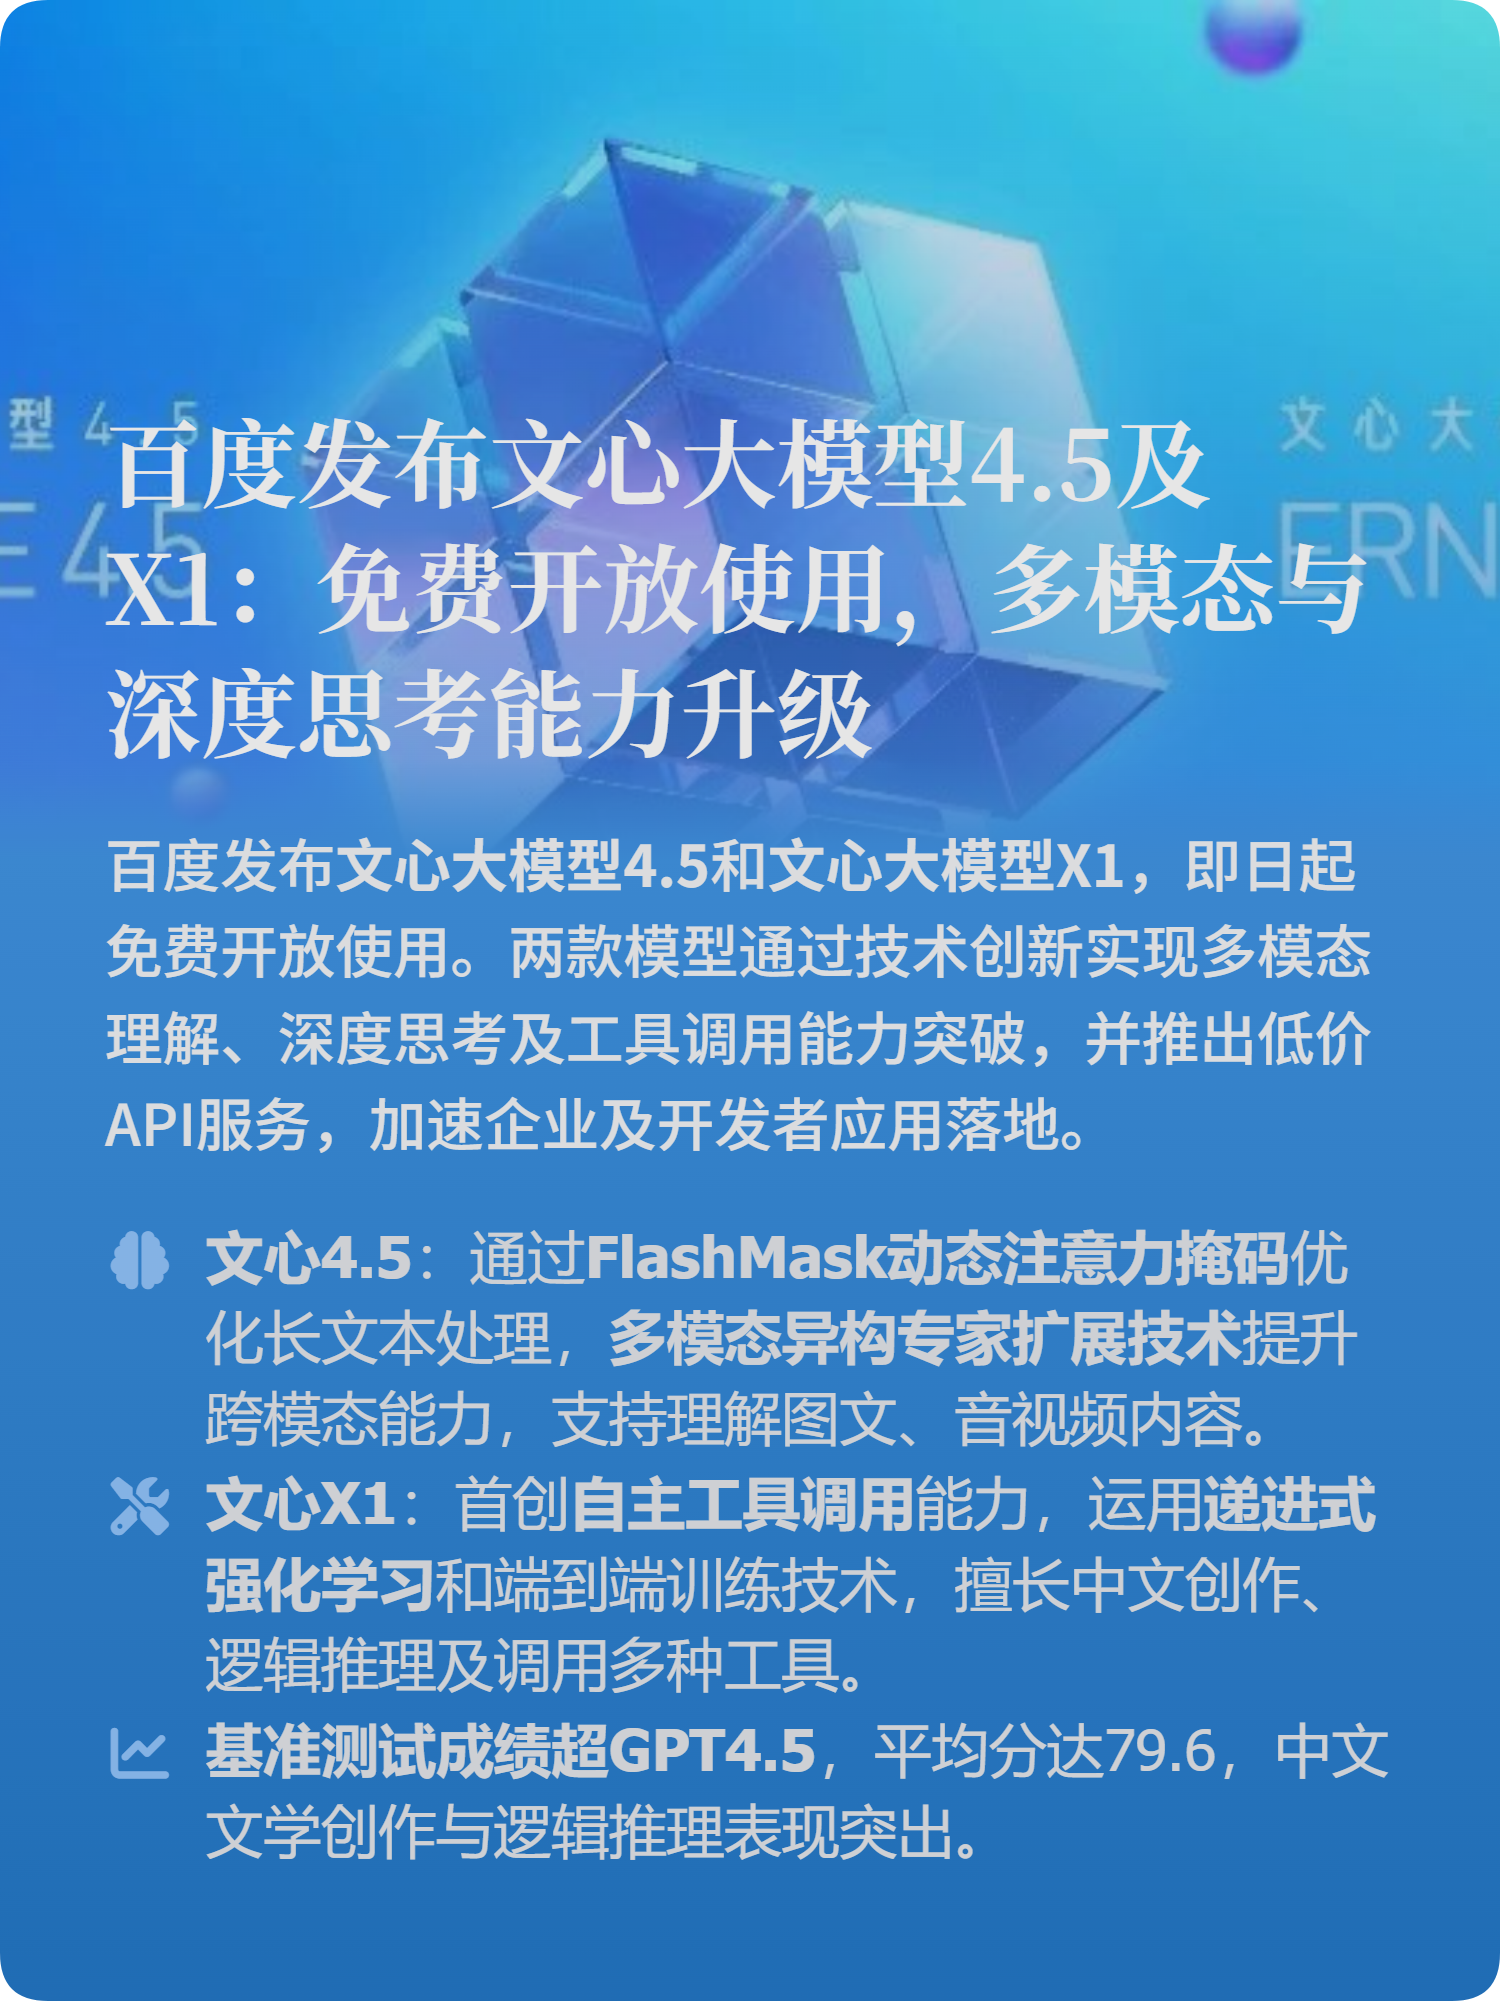 型 4 5
文 心 大
E 4 5
ERN
百度发布文心大模型4.5及
X1：免费开放使用，多模态与
深度思考能力升级
百度发布文心大模型4.5和文心大模型X1，即日起
免费开放使用。两款模型通过技术创新实现多模态
理解、深度思考及工具调用能力突破，并推出低价
API服务，加速企业及开发者应用落地。
文心4.5：通过FlashMask动态注意力掩码优
化长文本处理，多模态异构专家扩展技术提升
跨模态能力，支持理解图文、音视频内容。
文心X1：首创自主工具调用能力，运用递进式
强化学习和端到端训练技术，擅长中文创作、
逻辑推理及调用多种工具。
基准测试成绩超GPT4.5，平均分达79.6，中文
文学创作与逻辑推理表现突出。